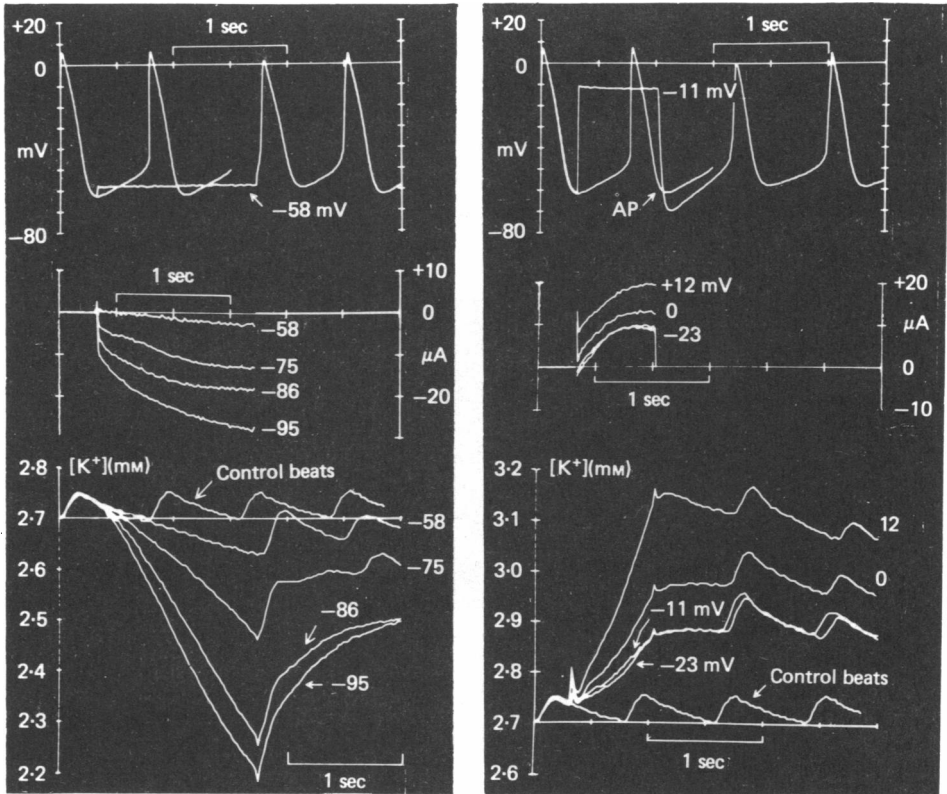 +20
0
mV
−80
1 sec
−58 mV
1 sec
+10
0
µA
−20
−58
−75
−86
−95
2·8
[K+](mM)
2·7
2·6
2·5
2·4
2·3
2·2
Control beats
−58
−75
−86
−95
1 sec
+20
0
mV
−80
1 sec
−11 mV
AP
+12 mV
0
−23
+20
µA
0
−10
1 sec
3·2
[K+](mM)
3·1
3·0
2·9
2·8
2·7
2·6
12
0
−11 mV
−23 mV
Control beats
1 sec